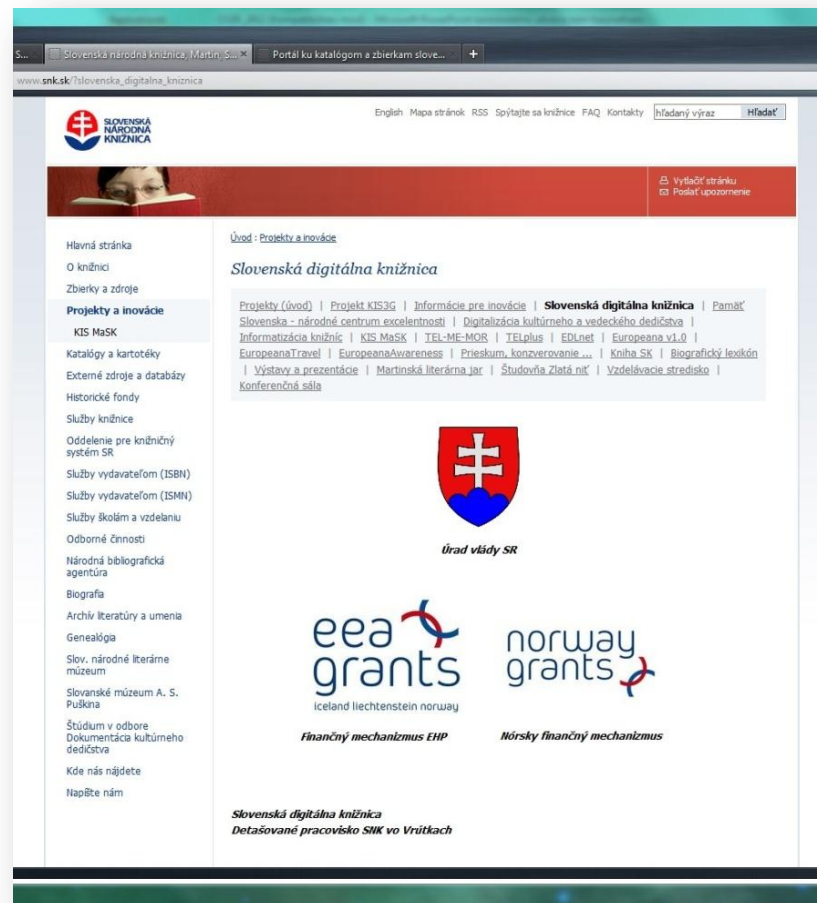 S...
Slovenská národná knižnica, Martin, S...
Portál ku katalógom a zbierkam slove...
www.snk.sk/?slovenska_digitalna_kniznica
SLOVENSKÁ
NÁRODNÁ
KNIŽNICA
English Mapa stránok RSS Spýtajte sa knižnice FAQ Kontakty hľadaný výraz Hľadať
Vytlačiť stránku
Poslať upozornenie
Hlavná stránka
O knižnici
Zbierky a zdroje
Projekty a inovácie
KIS MaSK
Katalógy a kartotéky
Externé zdroje a databázy
Historické fondy
Služby knižnice
Oddelenie pre knižničný
systém SR
Služby vydavateľom (ISBN)
Služby vydavateľom (ISMN)
Služby školám a vzdelaniu
Odborné činnosti
Národná bibliografická
agentúra
Biografia
Archív literatúry a umenia
Genealógia
Slov. národné literárne
múzeum
Slovanské múzeum A. S.
Puškina
Štúdium v odbore
Dokumentácia kultúrneho
dedičstva
Kde nás nájdete
Napíšte nám
Úvod : Projekty a inovácie
Slovenská digitálna knižnica
Projekty (úvod) | Projekt KIS3G | Informácie pre inovácie | Slovenská digitálna knižnica | Pamäť
Slovenska - národné centrum excelentnosti | Digitalizácia kultúrneho a vedeckého dedičstva |
Informatizácia knižníc | KIS MaSK | TEL-ME-MOR | TELplus | EDLnet | Europeana v1.0 |
EuropeanaTravel | EuropeanaAwareness | Prieskum, konzverovanie ... | Kniha SK | Biografický lexikón
| Výstavy a prezentácie | Martinská literárna jar | Študovňa Zlatá niť | Vzdelávacie stredisko |
Konferenčná sála
Úrad vlády SR
eea
grants
iceland liechtenstein norway
Finančný mechanizmus EHP
norway
grants
Nórsky finančný mechanizmus
Slovenská digitálna knižnica
Detašované pracovisko SNK vo Vrútkach